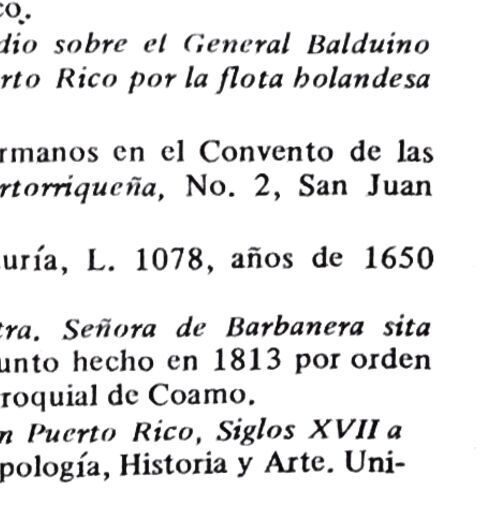 co.
dio sobre el General Balduino
rto Rico por la flota holandesa
rmanos en el Convento de las
rtorriqueña, No. 2, San Juan
uría, L. 1078, años de 1650
tra. Señora de Barbanera sita
unto hecho en 1813 por orden
roquial de Coamo.
n Puerto Rico, Siglos XVII a
pología, Historia y Arte. Uni-